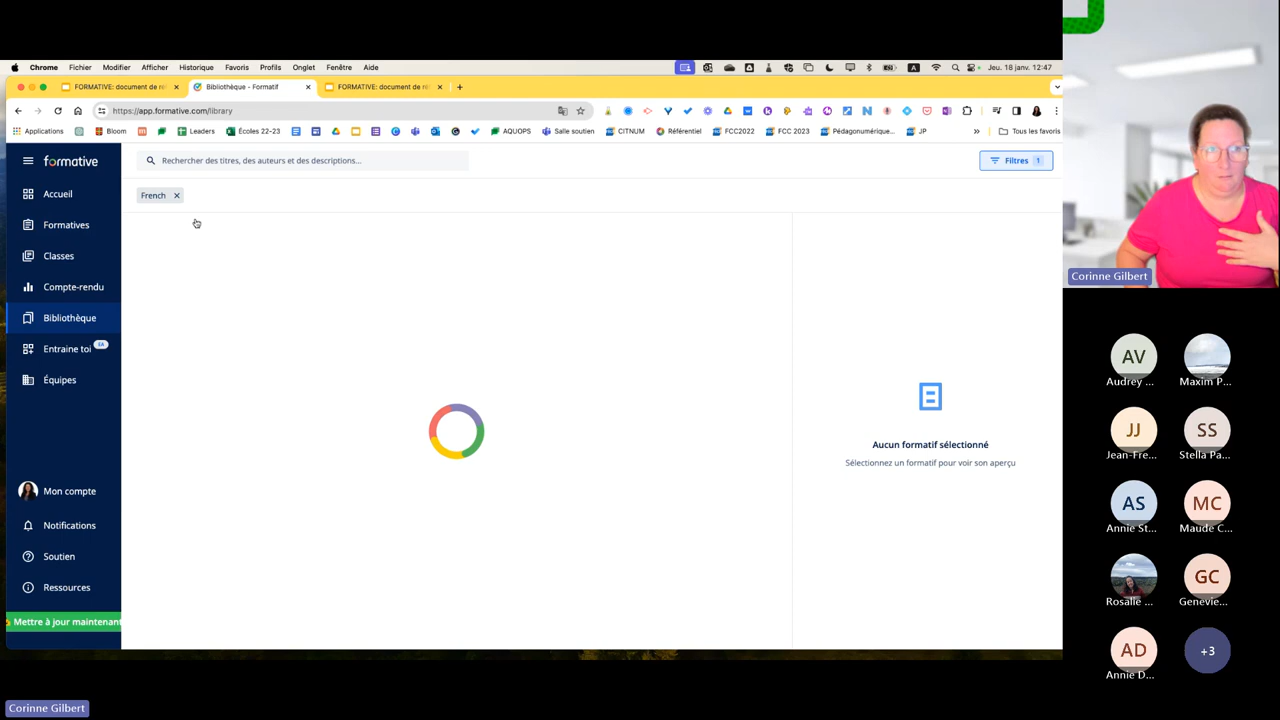 Chrome Fichier Modifier Afficher Historique Favoris Profils Onglet Fenêtre Aide
A
Jeu. 18 janv. 12:47
FORMATIVE: document de
Bibliothèque - Formatif
FORMATIVE: document de
https://app.formative.com/library
Applications
Bloom
Leaders
Écoles 22-23
AQUOPS
Salle soutien
CITNUM
Référentiel
FCC2022
FCC 2023
Pédagonumérique...
JP
Tous les favoris
formative
Rechercher des titres, des auteurs et des descriptions...
Filtres 1
French
Accueil
Formatives
Classes
Compte-rendu
Bibliothèque
Entraine toi
EA
Équipes
Mon compte
Notifications
Soutien
Ressources
Mettre à jour maintenant
Aucun formatif sélectionné
Sélectionnez un formatif pour voir son aperçu
Corinne Gilbert
AV
Audrey ...
Maxim P...
JJ
Jean-Fre...
SS
Stella Pa...
AS
Annie St...
MC
Maude C...
Rosalie ...
GC
Genevie...
AD
Annie D...
+3
Corinne Gilbert